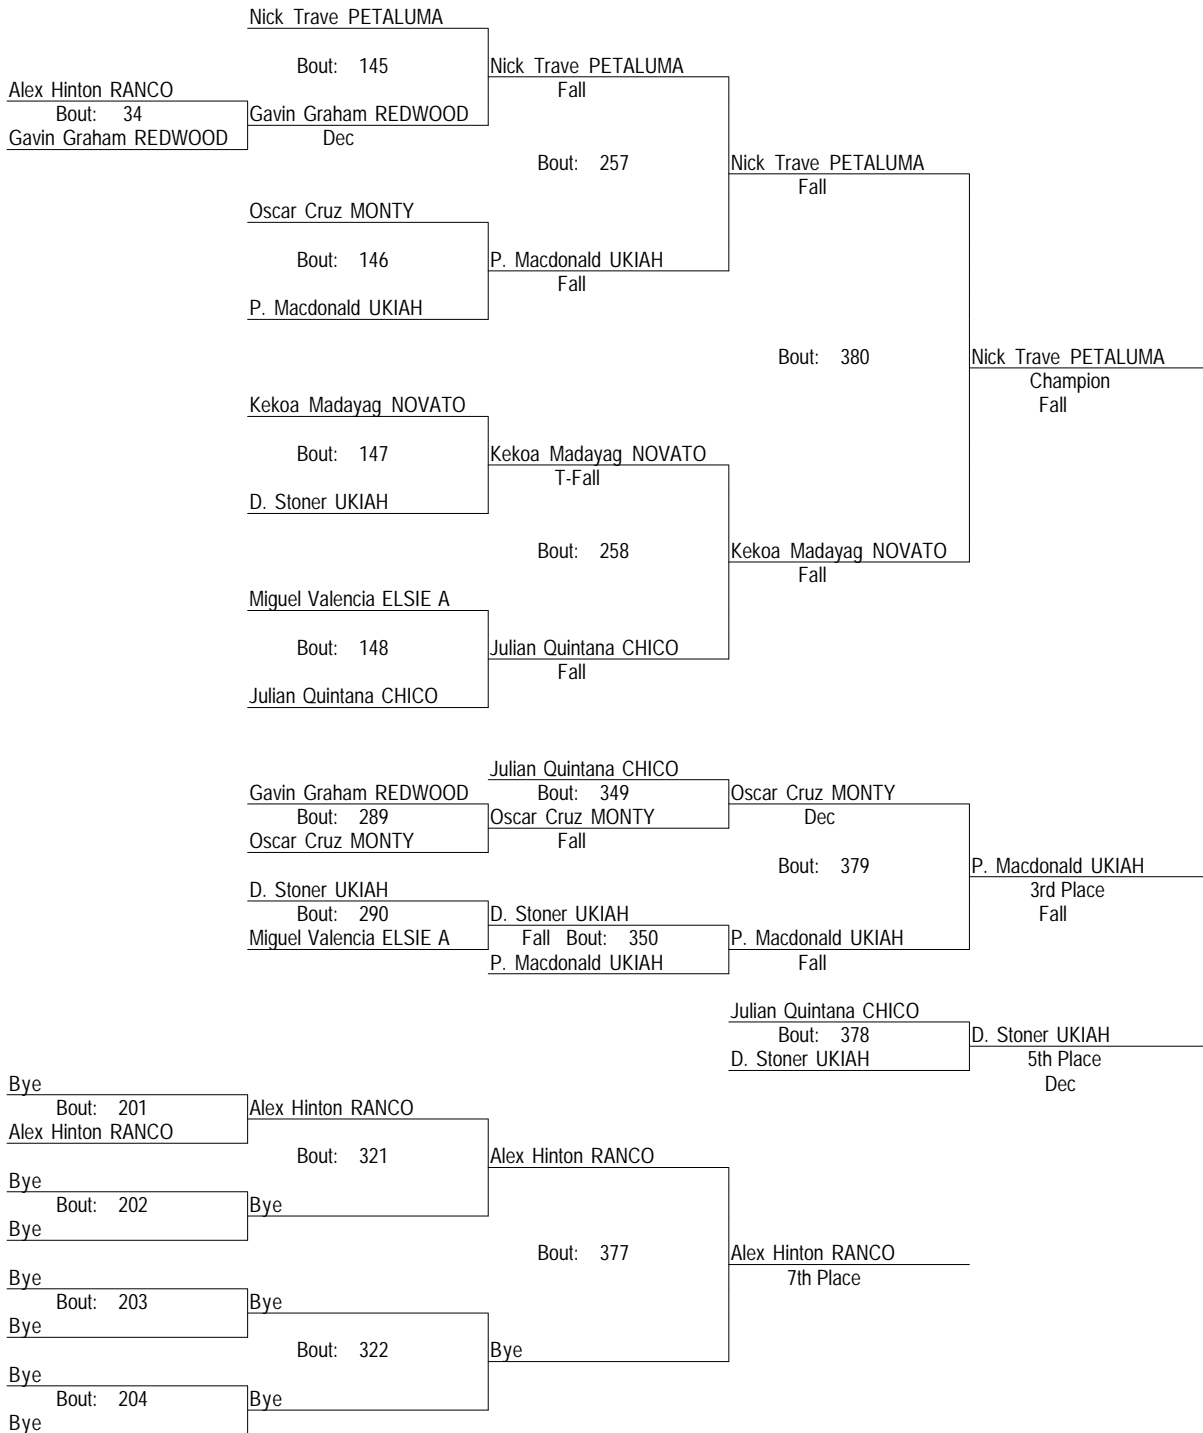 Nick Trave PETALUMA
Bout: 145
Nick Trave PETALUMA
Fall
Alex Hinton RANCO
Bout: 34
Gavin Graham REDWOOD
Gavin Graham REDWOOD
Dec
Bout: 257
Nick Trave PETALUMA
Fall
Oscar Cruz MONTY
Bout: 146
P. Macdonald UKIAH
Fall
P. Macdonald UKIAH
Bout: 380
Nick Trave PETALUMA
Champion
Fall
Kekoa Madayag NOVATO
Bout: 147
Kekoa Madayag NOVATO
T-Fall
D. Stoner UKIAH
Bout: 258
Kekoa Madayag NOVATO
Fall
Miguel Valencia ELSIE A
Bout: 148
Julian Quintana CHICO
Fall
Julian Quintana CHICO
Julian Quintana CHICO
Gavin Graham REDWOOD
Bout: 349
Oscar Cruz MONTY
Bout: 289
Oscar Cruz MONTY
Dec
Oscar Cruz MONTY
Fall
Bout: 379
P. Macdonald UKIAH
3rd Place
Fall
D. Stoner UKIAH
Bout: 290
D. Stoner UKIAH
Miguel Valencia ELSIE A
Fall Bout: 350
P. Macdonald UKIAH
P. Macdonald UKIAH
Fall
Julian Quintana CHICO
Bout: 378
D. Stoner UKIAH
D. Stoner UKIAH
5th Place
Dec
Bye
Bout: 201
Alex Hinton RANCO
Alex Hinton RANCO
Bout: 321
Alex Hinton RANCO
Bye
Bout: 202
Bye
Bye
Bout: 377
Alex Hinton RANCO
7th Place
Bye
Bout: 203
Bye
Bye
Bout: 322
Bye
Bye
Bout: 204
Bye
Bye